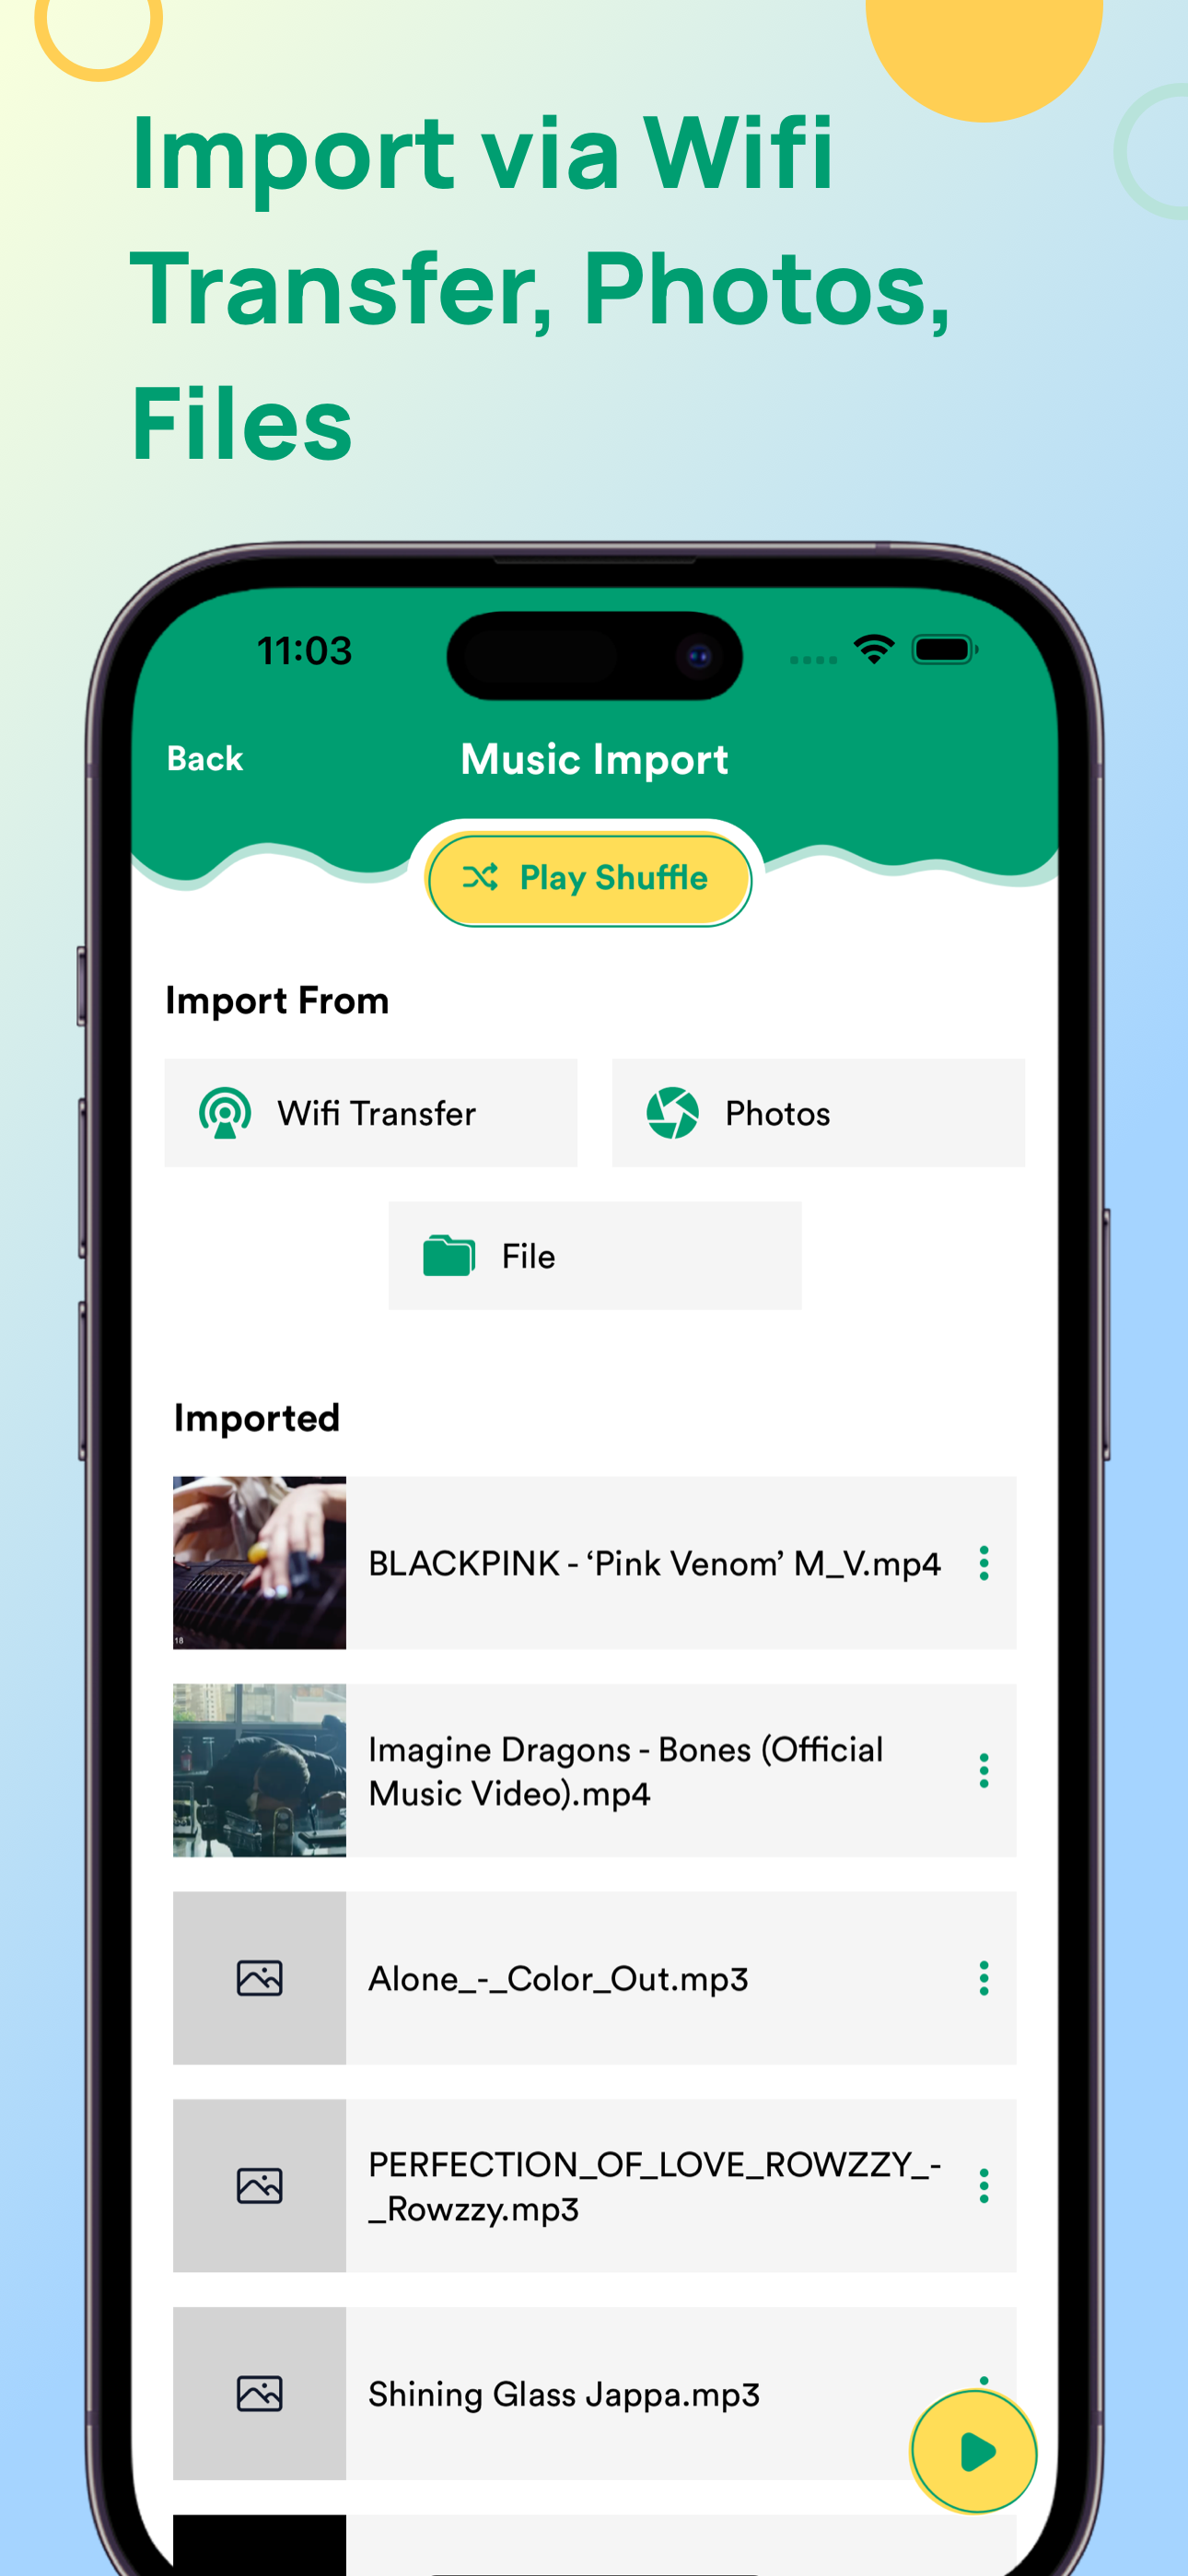 Import via Wifi
Transfer, Photos,
Files
11:03
Back
Music Import
Play Shuffle
Import From
Wifi Transfer
Photos
File
Imported
BLACKPINK - ‘Pink Venom’ M_V.mp4
18
Imagine Dragons - Bones (Official
Music Video).mp4
Alone_-_Color_Out.mp3
PERFECTION_OF_LOVE_ROWZZY_-
_Rowzzy.mp3
Shining Glass Jappa.mp3